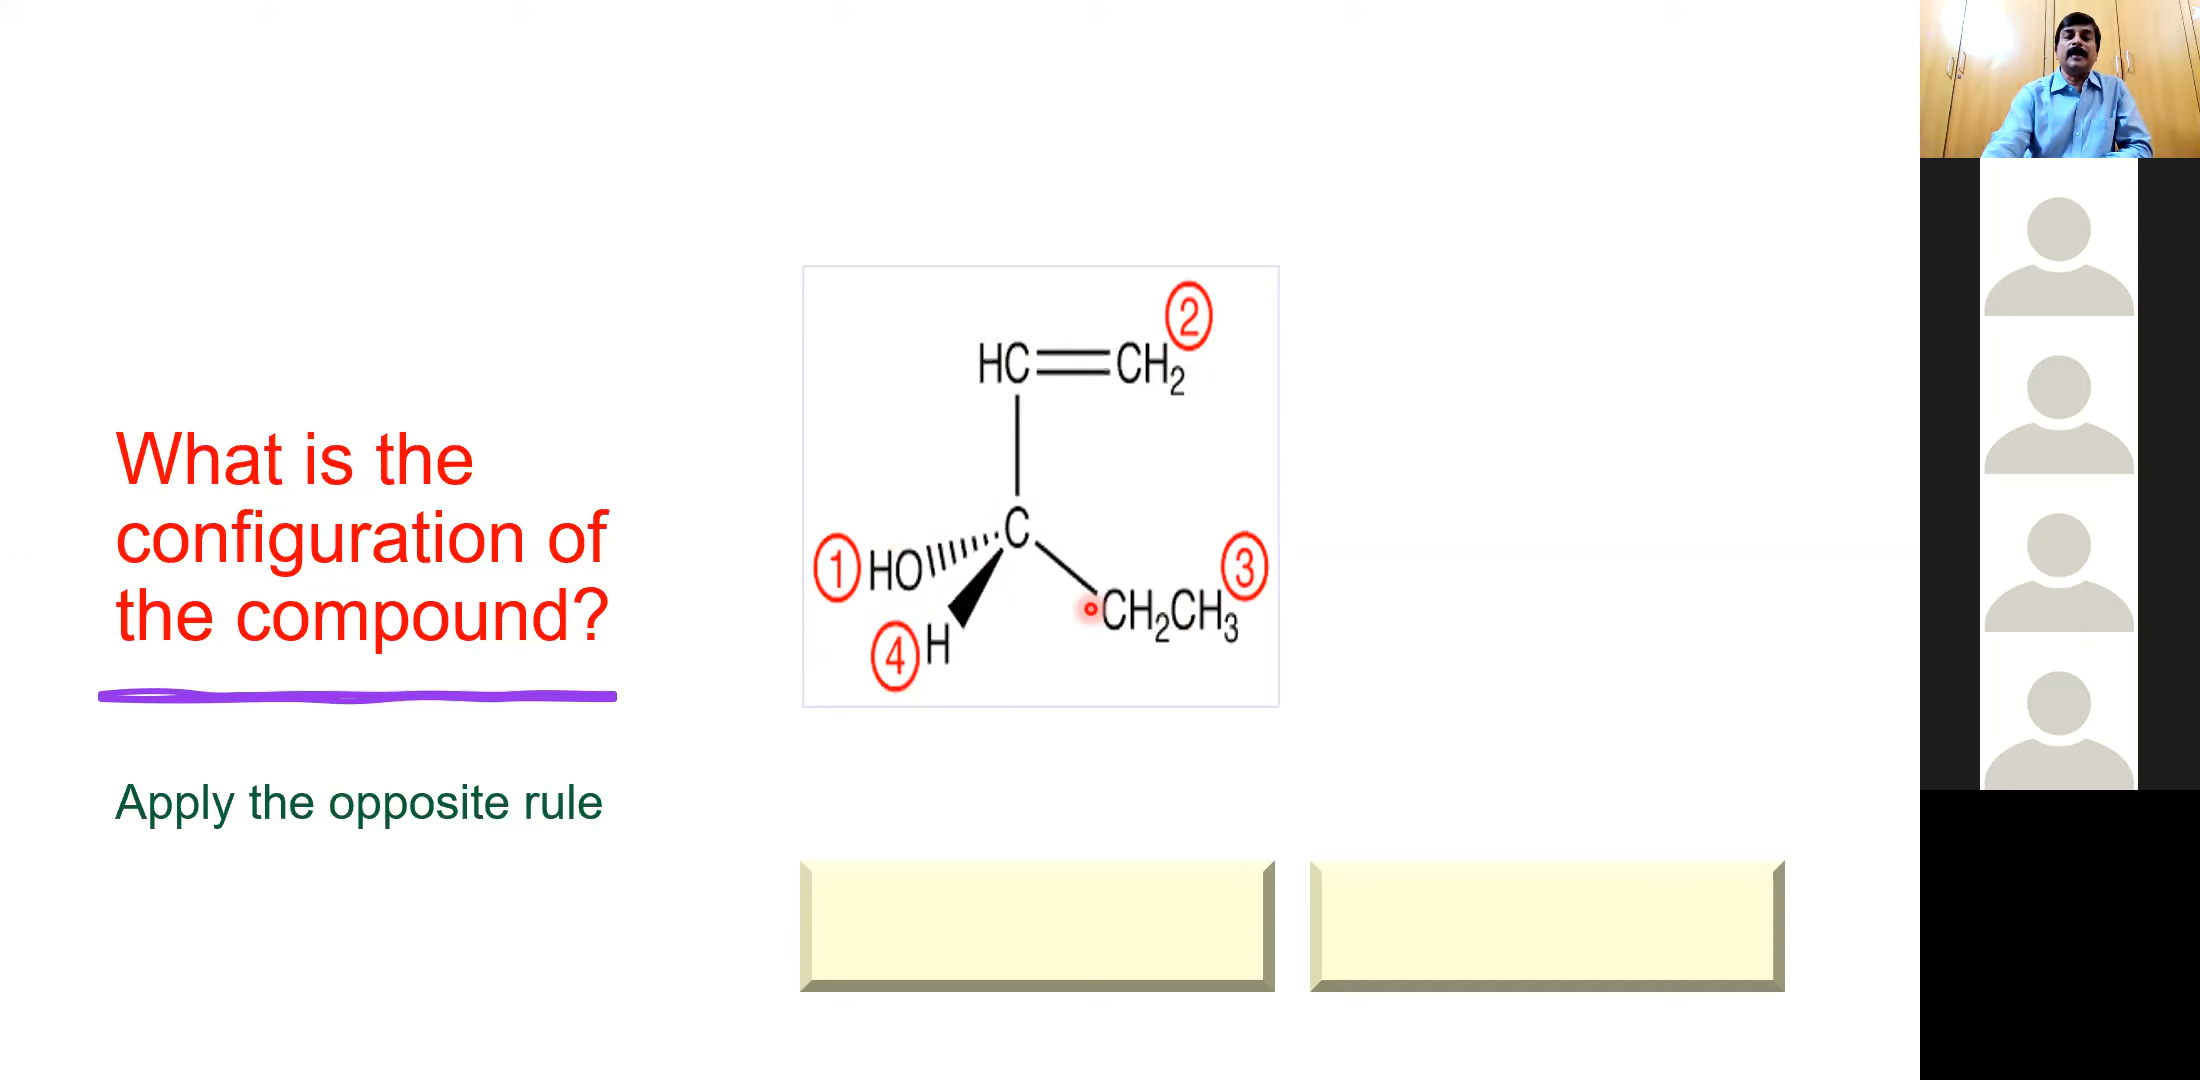 What is the
configuration of
the compound?
Apply the opposite rule
2
HC CH2
C
1 HO
3
CH2CH3
4 H